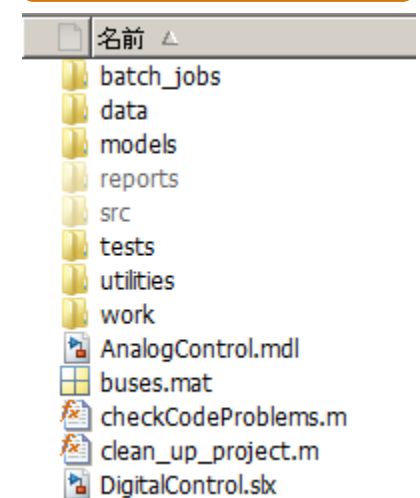 名前
batch_jobs
data
models
reports
src
tests
utilities
work
AnalogControl.mdl
buses.mat
checkCodeProblems.m
clean_up_project.m
DigitalControl.slx